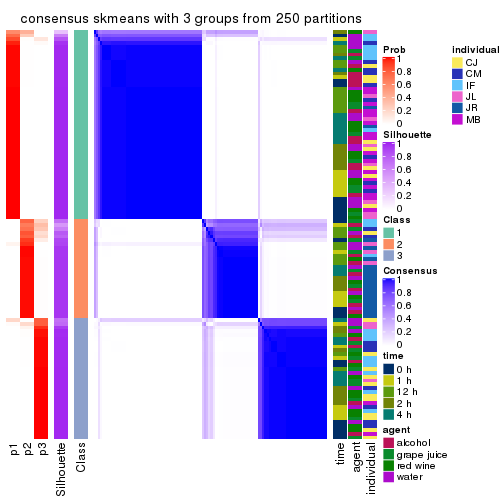 consensus skmeans with 3 groups from 250 partitions
Prob
1
0.8
0.6
0.4
0.2
0
Silhouette
1
0.8
0.6
0.4
0.2
0
Class
1
2
3
Consensus
1
0.8
0.6
0.4
0.2
0
time
0 h
1 h
12 h
2 h
4 h
agent
alcohol
grape juice
red wine
water
individual
CJ
CM
IF
JL
JR
MB
p1
p2
p3
Silhouette
Class
time
agent
individual